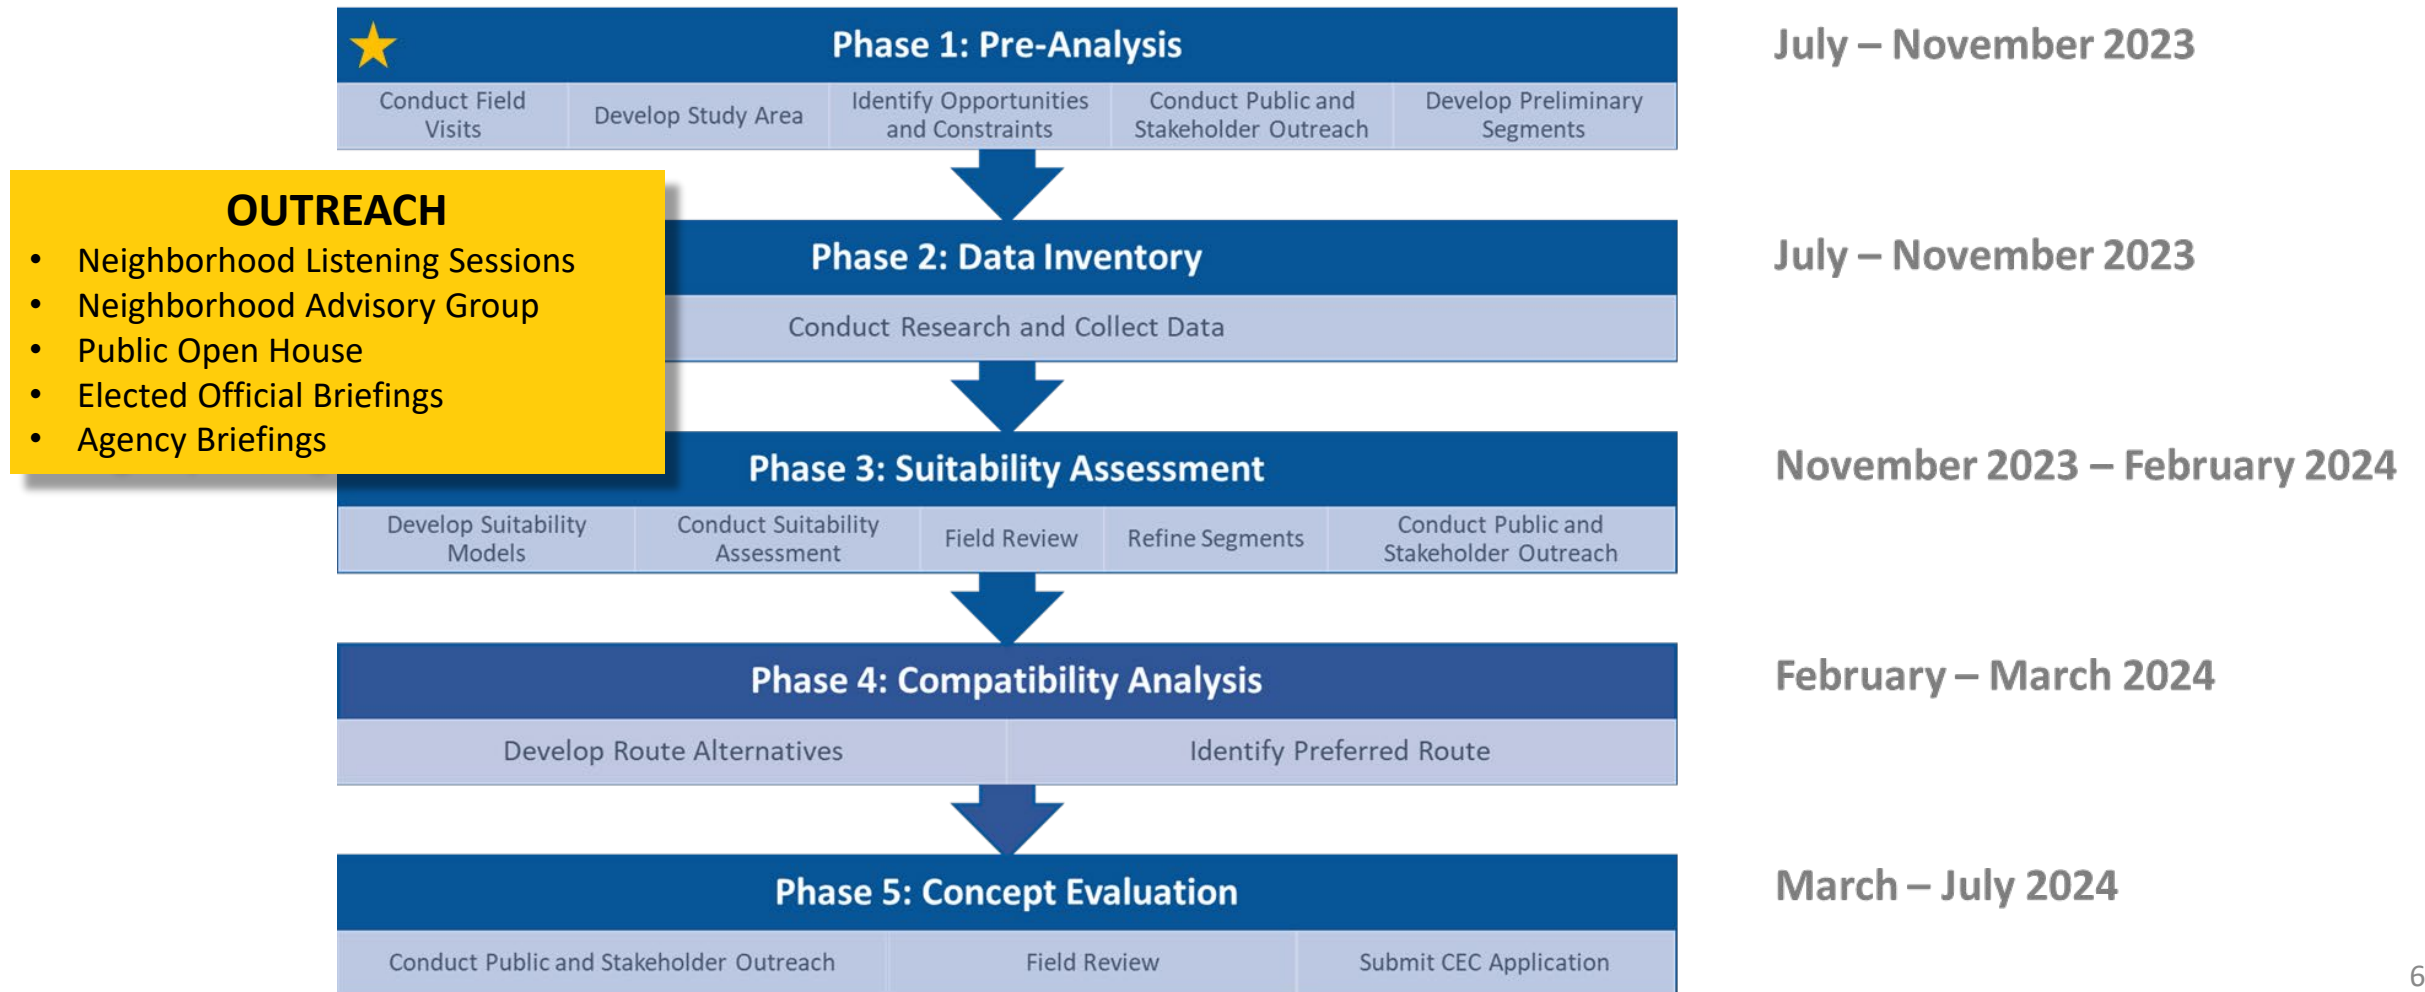 Phase 1: Pre-Analysis
July – November 2023
Conduct Field
Visits
Develop Study Area
Identify Opportunities
and Constraints
Conduct Public and
Stakeholder Outreach
Develop Preliminary
Segments
OUTREACH
• Neighborhood Listening Sessions
• Neighborhood Advisory Group
• Public Open House
• Elected Official Briefings
• Agency Briefings
Phase 2: Data Inventory
July – November 2023
Conduct Research and Collect Data
Phase 3: Suitability Assessment
November 2023 – February 2024
Develop Suitability
Models
Conduct Suitability
Assessment
Field Review
Refine Segments
Conduct Public and
Stakeholder Outreach
Phase 4: Compatibility Analysis
February – March 2024
Develop Route Alternatives
Identify Preferred Route
Phase 5: Concept Evaluation
March – July 2024
Conduct Public and Stakeholder Outreach
Field Review
Submit CEC Application
6